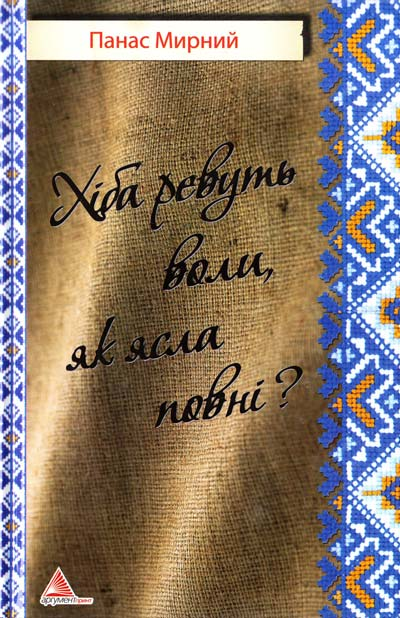 Панас Мирний
Хіба ревуть
воли,
як ясла
повні?
аргумент принт